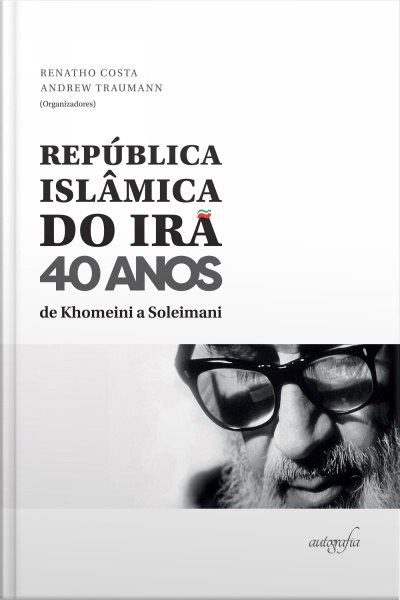 RENATHO COSTA
ANDREW TRAUMANN
(Organizadores)
REPÚBLICA
ISLÂMICA
DO IRÃ
40 ANOS
de Khomeini a Soleimani
autografia